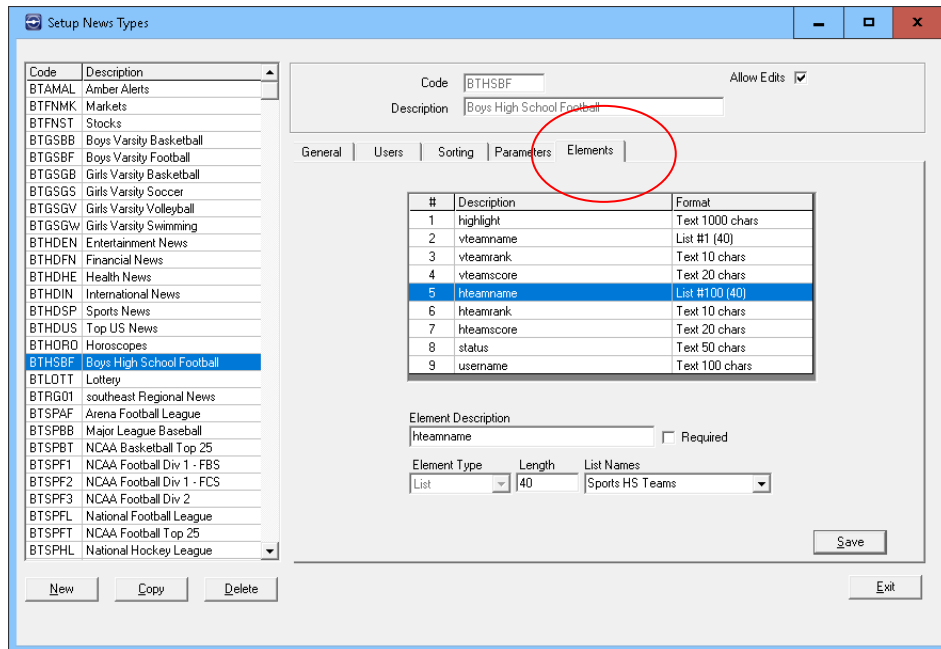 Setup News Types
Code Description
BTAMAL Amber Alerts
BTFNMK Markets
BTFNST Stocks
BTGSBB Boys Varsity Basketball
BTGSBF Boys Varsity Football
BTGSGB Girls Varsity Basketball
BTGSGS Girls Varsity Soccer
BTGSGV Girls Varsity Volleyball
BTGSGW Girls Varsity Swimming
BTHDEN Entertainment News
BTHDFN Financial News
BTHDHE Health News
BTHDIN International News
BTHDSP Sports News
BTHDUS Top US News
BTHORO Horoscopes
BTHSBF Boys High School Football
BTLOTT Lottery
BTRG01 southeast Regional News
BTSPAF Arena Football League
BTSPBB Major League Baseball
BTSPBT NCAA Basketball Top 25
BTSPF1 NCAA Football Div 1 - FBS
BTSPF2 NCAA Football Div 1 - FCS
BTSPF3 NCAA Football Div 2
BTSPFL National Football League
BTSPFT NCAA Football Top 25
BTSPHL National Hockey League
New Copy Delete
Code BTHSBF Allow Edits
Description Boys High School Football
General Users Sorting Parameters Elements
# Description Format
1 highlight Text 1000 chars
2 vteamname List #1 (40)
3 vteamrank Text 10 chars
4 vteamscore Text 20 chars
5 hteamname List #100 (40)
6 hteamrank Text 10 chars
7 hteamscore Text 20 chars
8 status Text 50 chars
9 username Text 100 chars
Element Description
hteamname Required
Element Type Length List Names
List 40 Sports HS Teams
Save
Exit